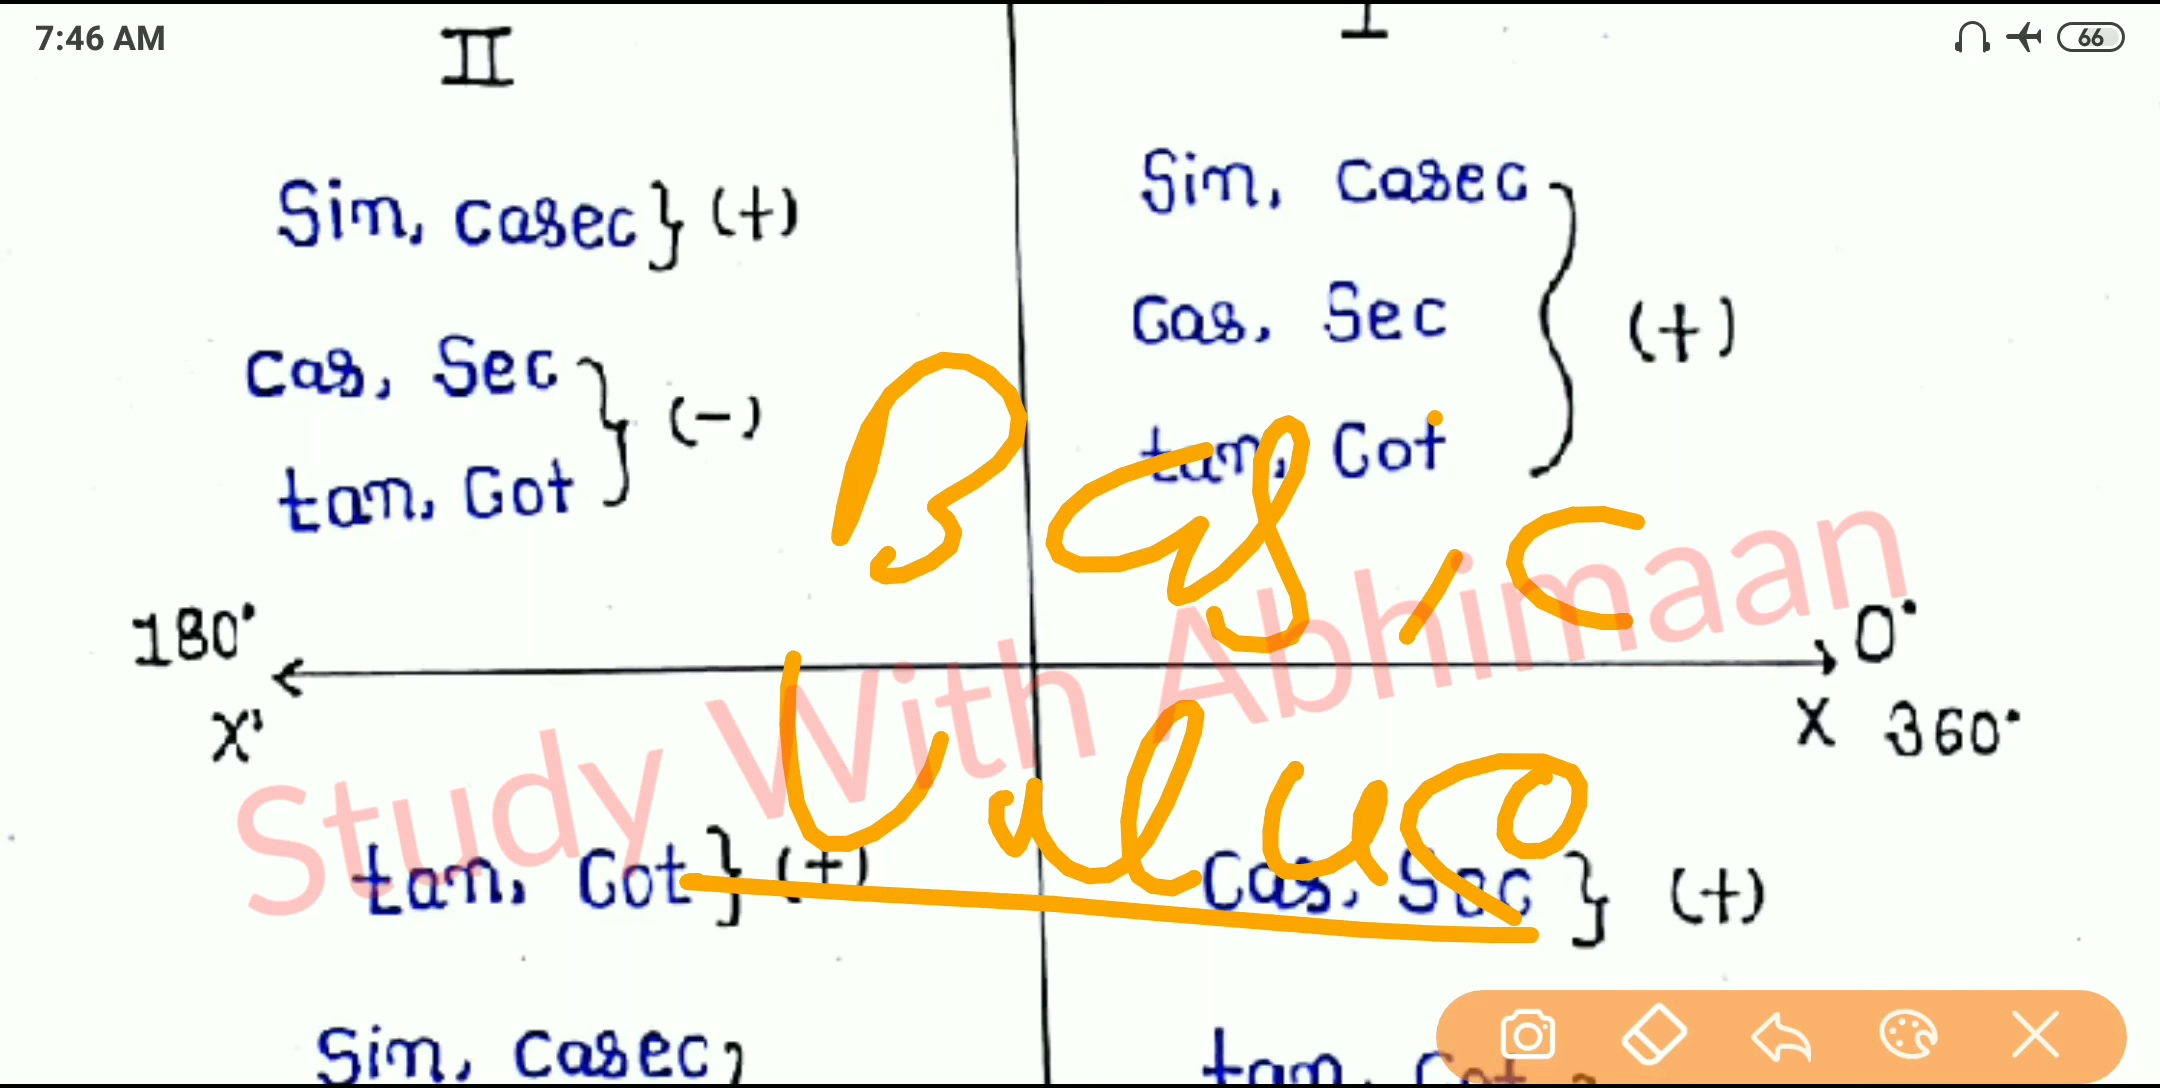 7:46 AM
66
II
I
Sin, Cosec } (+)
Cos, Sec
tan, Cot } (-)
Sin, Cosec
Cos, Sec
tan, Cot } (+)
Basic
Value
180°
X'
0°
X 360°
Study With Abhimaan
tan, Cot } (+)
Cos, Sec } (+)
Sin, Cosec
tan, Cot